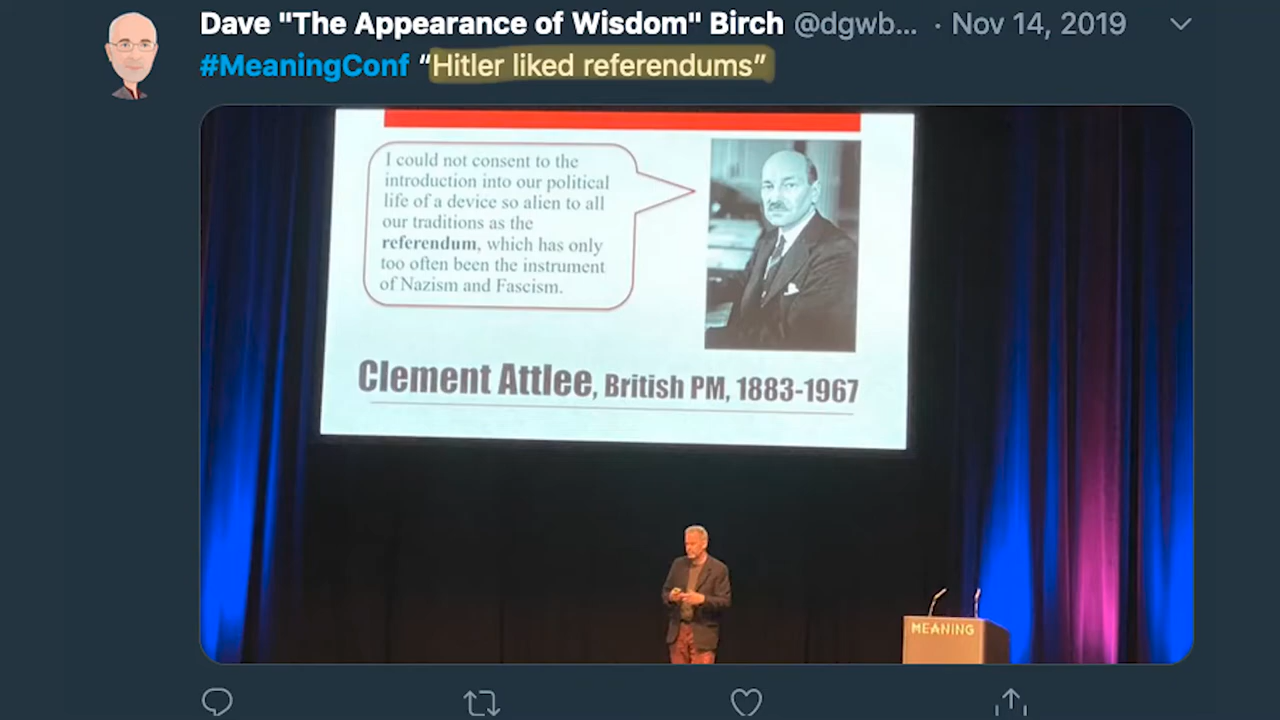 Dave "The Appearance of Wisdom" Birch @dgwb... · Nov 14, 2019
#MeaningConf “Hitler liked referendums”
I could not consent to the
introduction into our political
life of a device so alien to all
our traditions as the
referendum, which has only
too often been the instrument
of Nazism and Fascism.
Clement Attlee, British PM, 1883-1967
MEANING